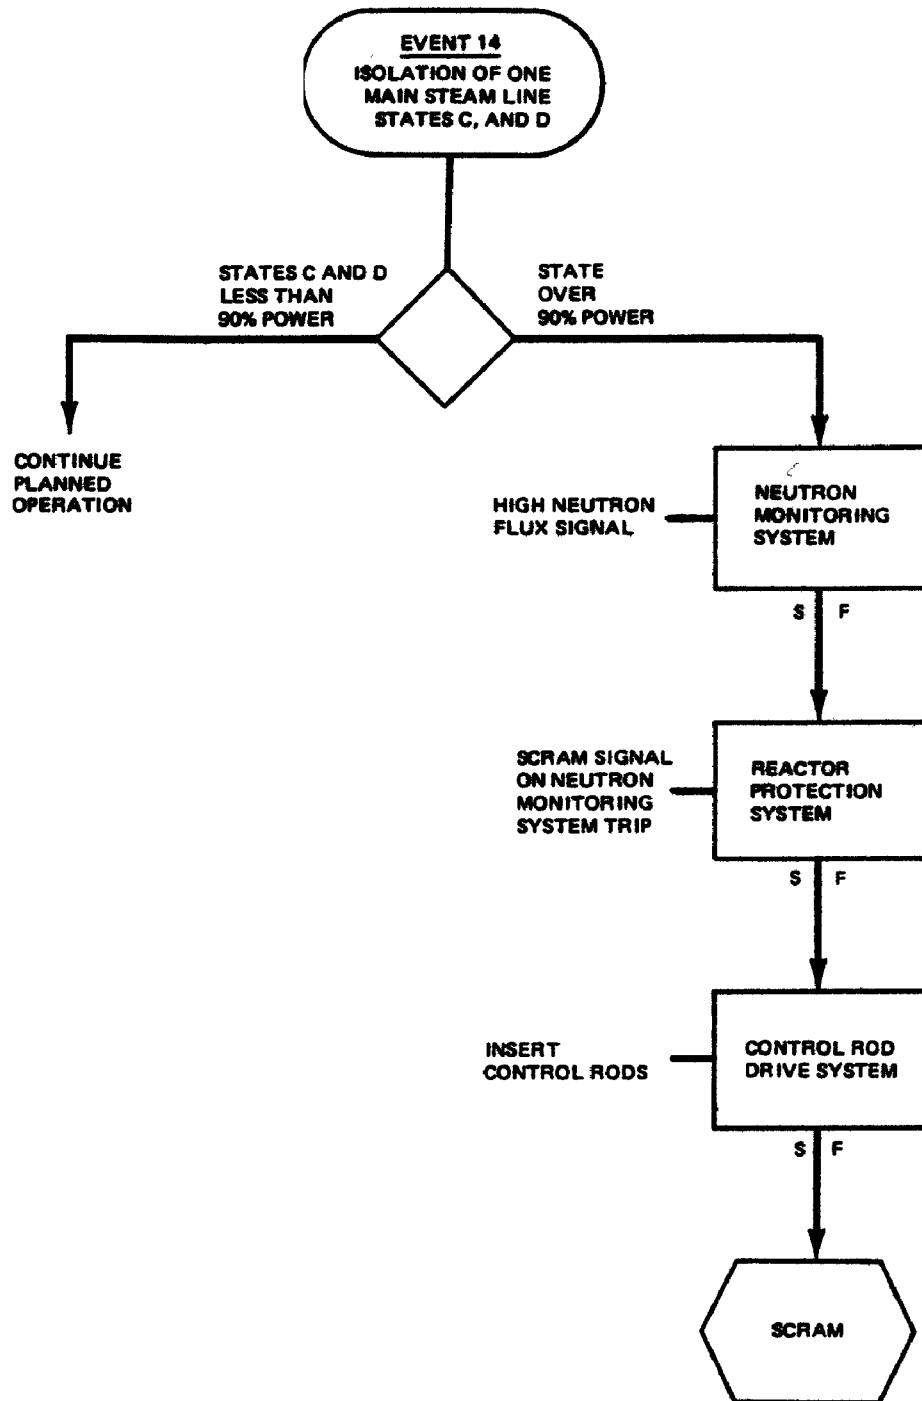 EVENT 14
ISOLATION OF ONE
MAIN STEAM LINE
STATES C, AND D
STATES C AND D
LESS THAN
90% POWER
STATE
OVER
90% POWER
CONTINUE
PLANNED
OPERATION
HIGH NEUTRON
FLUX SIGNAL
NEUTRON
MONITORING
SYSTEM
S F
SCRAM SIGNAL
ON NEUTRON
MONITORING
SYSTEM TRIP
REACTOR
PROTECTION
SYSTEM
S F
INSERT
CONTROL RODS
CONTROL ROD
DRIVE SYSTEM
S F
SCRAM